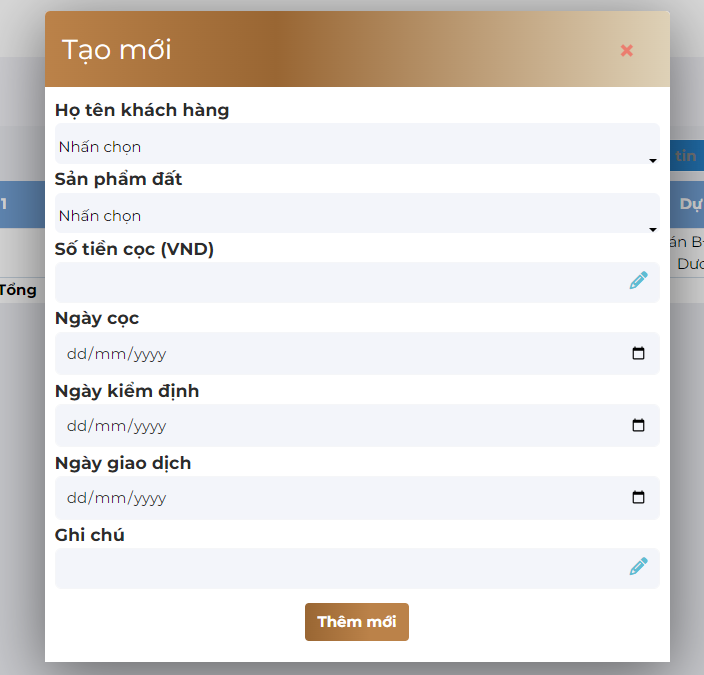 Tạo mới
Họ tên khách hàng
Nhấn chọn
tin
Sản phẩm đất
1
Nhấn chọn
Dự
Số tiền cọc (VND)
Dươ
Tổng
Ngày cọc
dd/mm/yyyy
Ngày kiểm định
dd/mm/yyyy
Ngày giao dịch
dd/mm/yyyy
Ghi chú
Thêm mới